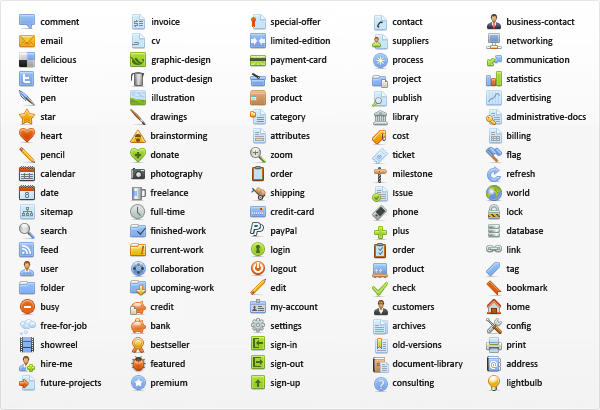 comment
email
delicious
twitter
pen
star
heart
pencil
calendar
date
sitemap
search
feed
user
folder
busy
free-for-job
showreel
hire-me
future-projects
invoice
cv
graphic-design
product-design
illustration
drawings
brainstorming
donate
photography
freelance
full-time
finished-work
current-work
collaboration
upcoming-work
credit
bank
bestseller
featured
premium
special-offer
limited-edition
payment-card
basket
product
category
attributes
zoom
order
shipping
credit-card
payPal
login
logout
edit
my-account
settings
sign-in
sign-out
sign-up
contact
suppliers
process
project
publish
library
cost
ticket
milestone
Issue
phone
plus
order
product
check
customers
archives
old-versions
document-library
consulting
business-contact
networking
communication
statistics
advertising
administrative-docs
billing
flag
refresh
world
lock
database
link
tag
bookmark
home
config
print
address
lightbulb